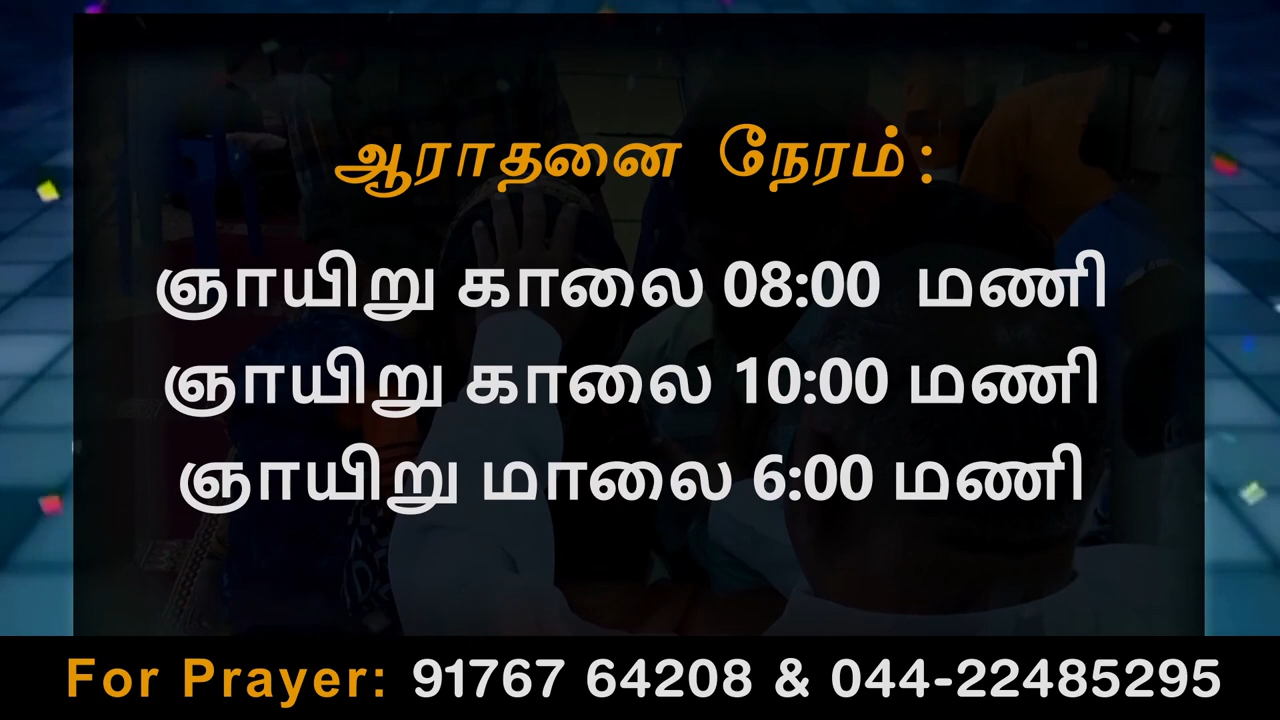 ஆராதனை நேரம்:
ஞாயிறு காலை 08:00 மணி
ஞாயிறு காலை 10:00 மணி
ஞாயிறு மாலை 6:00 மணி
For Prayer: 91767 64208 & 044-22485295